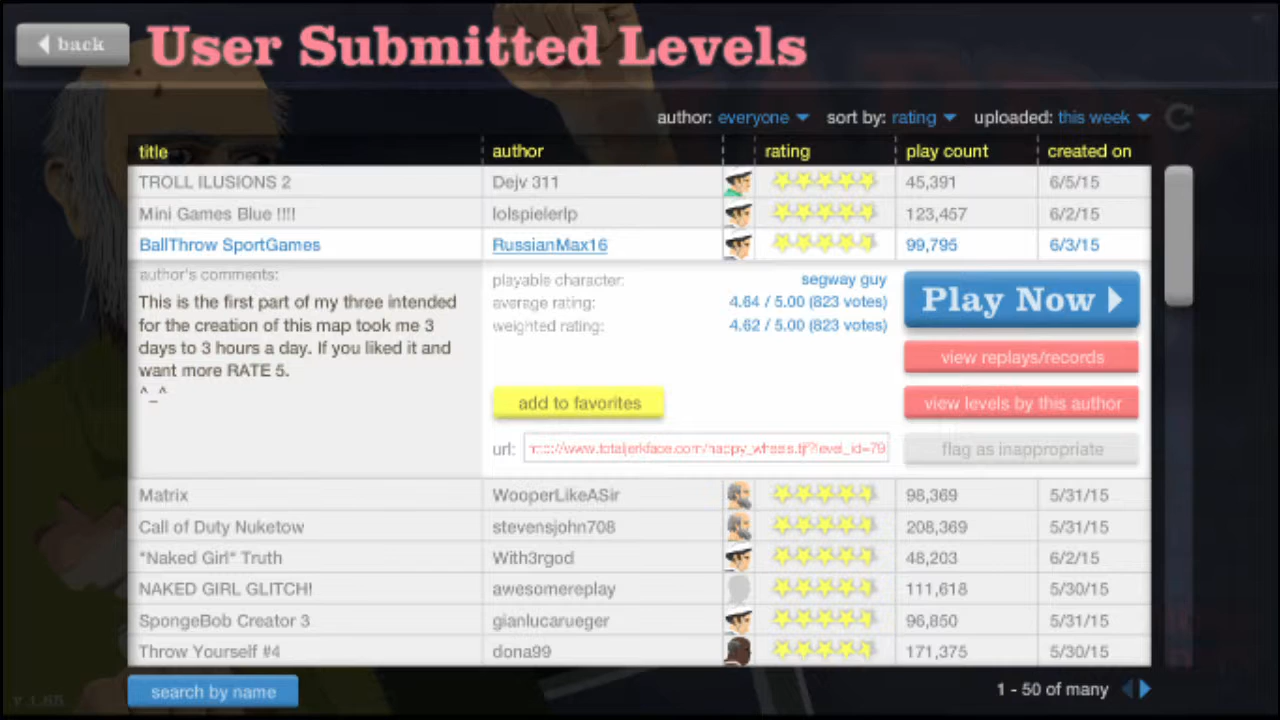 back
User Submitted Levels
author: everyone sort by: rating uploaded: this week
title author rating play count created on
TROLL ILUSIONS 2 Dejv 311 45,391 6/5/15
Mini Games Blue !!!! lolspielerlp 123,457 6/2/15
BallThrow SportGames RussianMax16 99,795 6/3/15
author's comments:
This is the first part of my three intended
for the creation of this map took me 3
days to 3 hours a day. If you liked it and
want more RATE 5.
^_^
playable character: segway guy
average rating: 4.64 / 5.00 (823 votes)
weighted rating: 4.62 / 5.00 (823 votes)
add to favorites
url: http://www.totaljerkface.com/happy_wheels.tjf?level_id=79
Play Now
view replays/records
view levels by this author
flag as inappropriate
Matrix WooperLikeASir 98,369 5/31/15
Call of Duty Nuketow stevensjohn708 208,369 5/31/15
*Naked Girl* Truth With3rgod 48,203 6/2/15
NAKED GIRL GLITCH! awesomereplay 111,618 5/30/15
SpongeBob Creator 3 gianlucarueger 96,850 5/31/15
Throw Yourself #4 dona99 171,375 5/30/15
search by name
1 - 50 of many